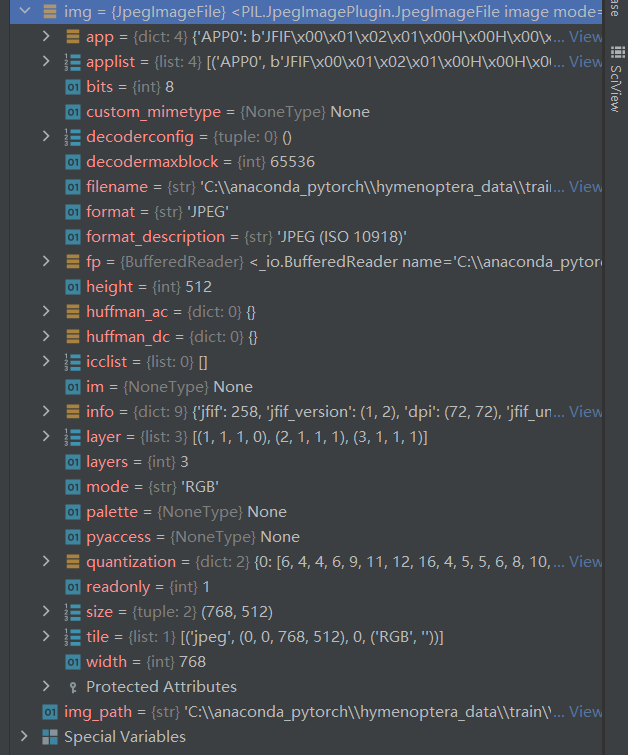 img = {JpegImageFile} <PIL.JpegImagePlugin.JpegImageFile image mode=
app = {dict: 4} {'APP0': b'JFIF\x00\x01\x02\x01\x00H\x00H\x00\x... View
applist = {list: 4} [('APP0', b'JFIF\x00\x01\x02\x01\x00H\x00H\x0... View
bits = {int} 8
custom_mimetype = {NoneType} None
decoderconfig = {tuple: 0} ()
decodermaxblock = {int} 65536
filename = {str} 'C:\\anaconda_pytorch\\hymenoptera_data\\train... View
format = {str} 'JPEG'
format_description = {str} 'JPEG (ISO 10918)'
fp = {BufferedReader} <_io.BufferedReader name='C:\\anaconda_pytor
height = {int} 512
huffman_ac = {dict: 0} {}
huffman_dc = {dict: 0} {}
icclist = {list: 0} []
im = {NoneType} None
info = {dict: 9} {'jfif': 258, 'jfif_version': (1, 2), 'dpi': (72, 72), 'jfif_un... View
layer = {list: 3} [(1, 1, 1, 0), (2, 1, 1, 1), (3, 1, 1, 1)]
layers = {int} 3
mode = {str} 'RGB'
palette = {NoneType} None
pyaccess = {NoneType} None
quantization = {dict: 2} {0: [6, 4, 4, 6, 9, 11, 12, 16, 4, 5, 5, 6, 8, 10,... View
readonly = {int} 1
size = {tuple: 2} (768, 512)
tile = {list: 1} [('jpeg', (0, 0, 768, 512), 0, ('RGB', ''))]
width = {int} 768
Protected Attributes
img_path = {str} 'C:\\anaconda_pytorch\\hymenoptera_data\\train\\... View
Special Variables
SciView